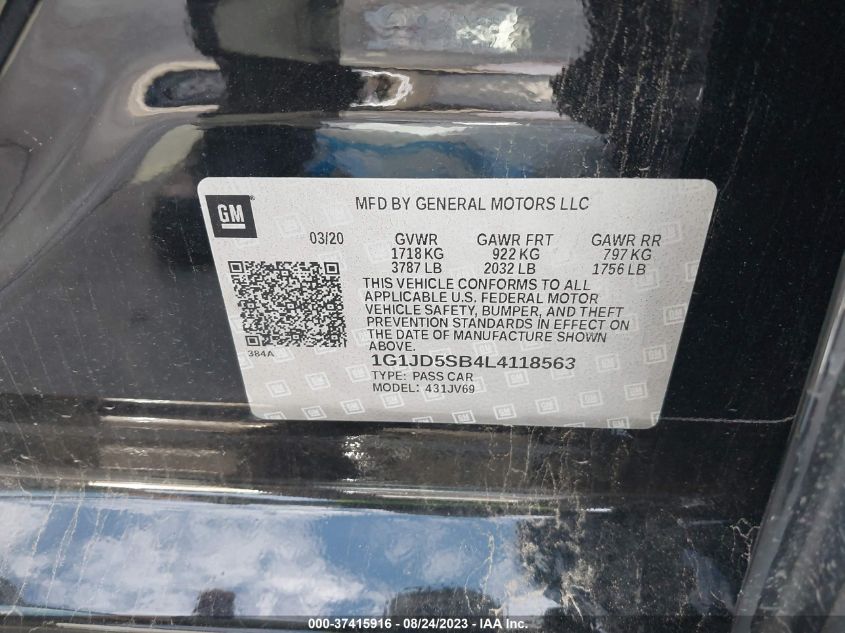 GM
MFD BY GENERAL MOTORS LLC
03/20 GVWR GAWR FRT GAWR RR
1718 KG 922 KG 797 KG
3787 LB 2032 LB 1756 LB
THIS VEHICLE CONFORMS TO ALL
APPLICABLE U.S. FEDERAL MOTOR
VEHICLE SAFETY, BUMPER, AND THEFT
PREVENTION STANDARDS IN EFFECT ON
THE DATE OF MANUFACTURE SHOWN
ABOVE.
384A
1G1JD5SB4L4118563
TYPE: PASS CAR
MODEL: 431JV69
000-37415916 - 08/24/2023 - IAA Inc.